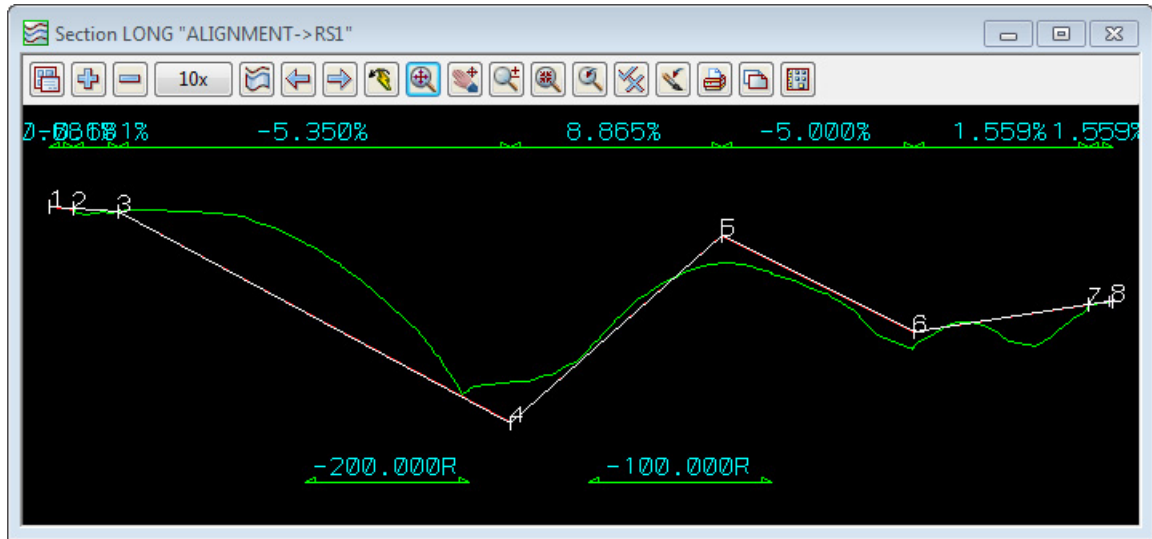 Section LONG "ALIGNMENT->RS1"
10x
-5.350% 8.865% -5.000% 1.559% 1.559%
1 2 3 5
7 8
6
4
-200.000R -100.000R